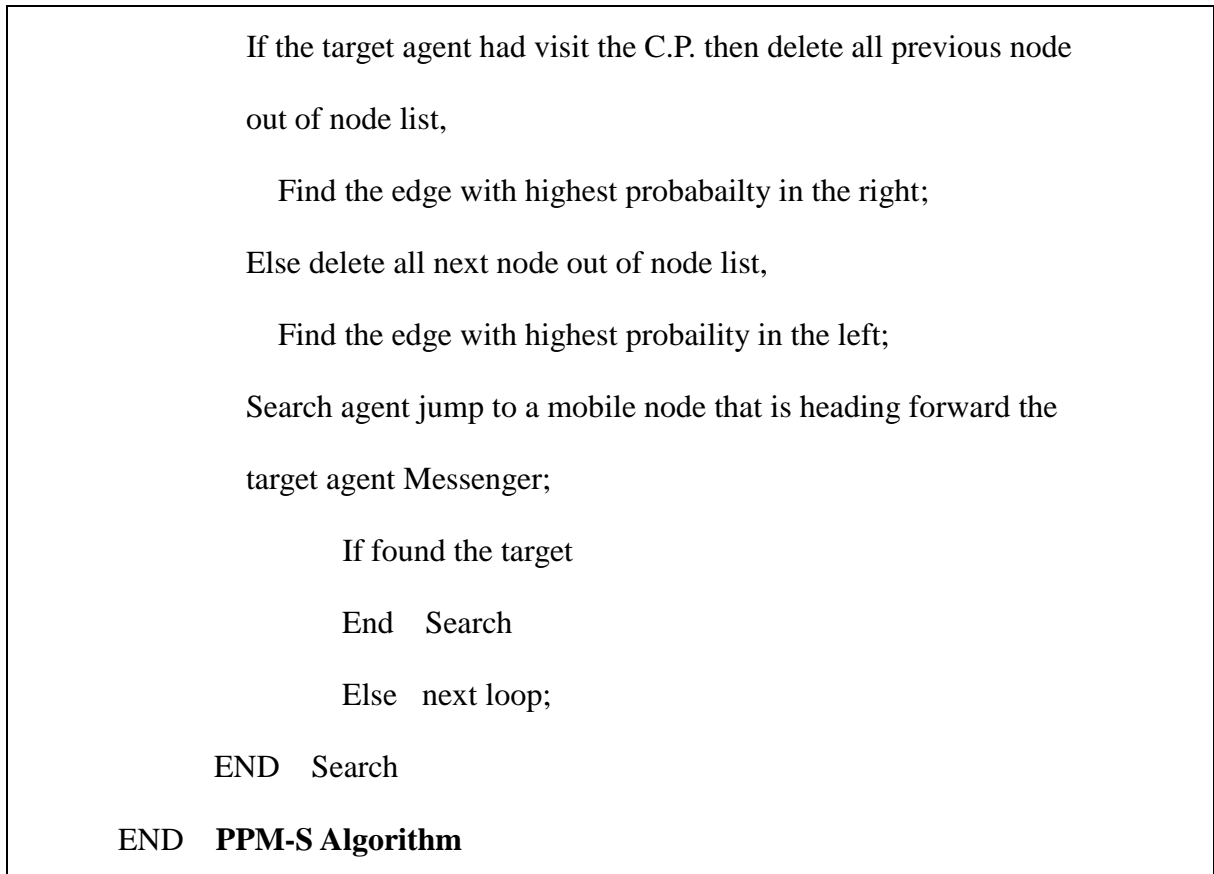 If the target agent had visit the C.P. then delete all previous node
out of node list,
Find the edge with highest probabailty in the right;
Else delete all next node out of node list,
Find the edge with highest probaility in the left;
Search agent jump to a mobile node that is heading forward the
target agent Messenger;
If found the target
End Search
Else next loop;
END Search
END PPM-S Algorithm